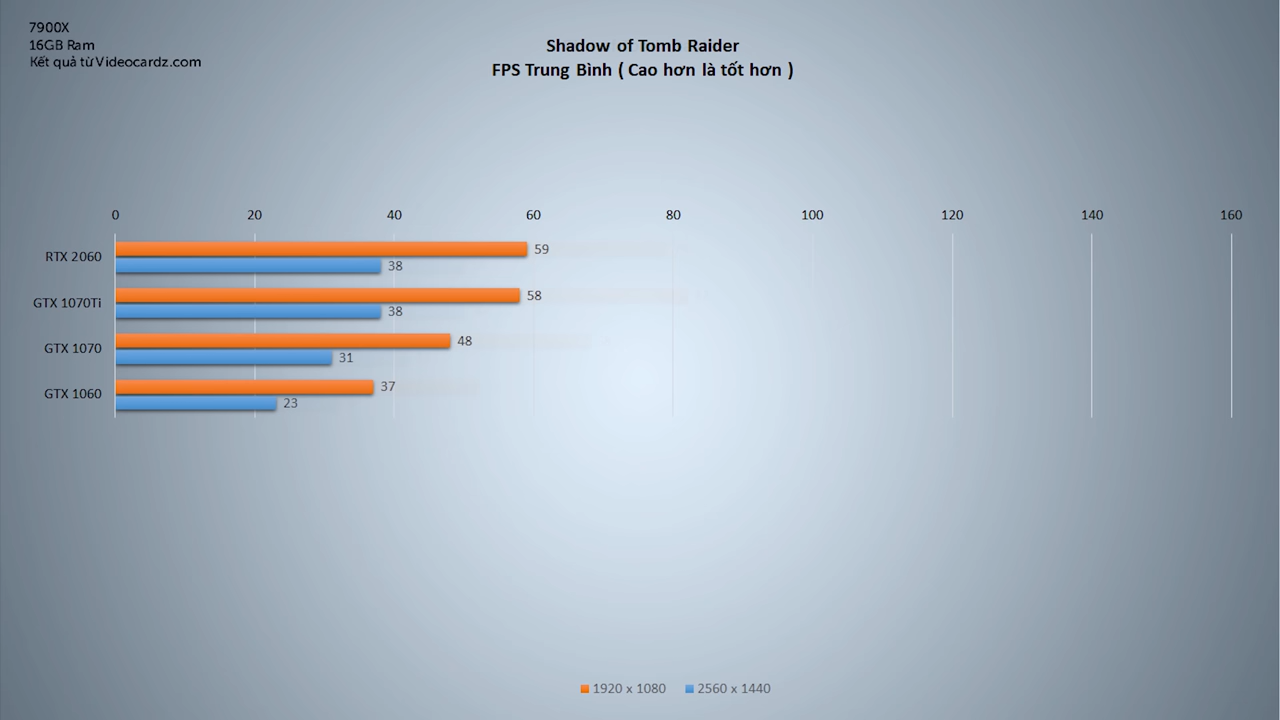 7900X
16GB Ram
Kết quả từ Videocardz.com
Shadow of Tomb Raider
FPS Trung Bình ( Cao hơn là tốt hơn )
0 20 40 60 80 100 120 140 160
RTX 2060
59
38
GTX 1070Ti
58
38
GTX 1070
48
31
GTX 1060
37
23
1920 x 1080 2560 x 1440